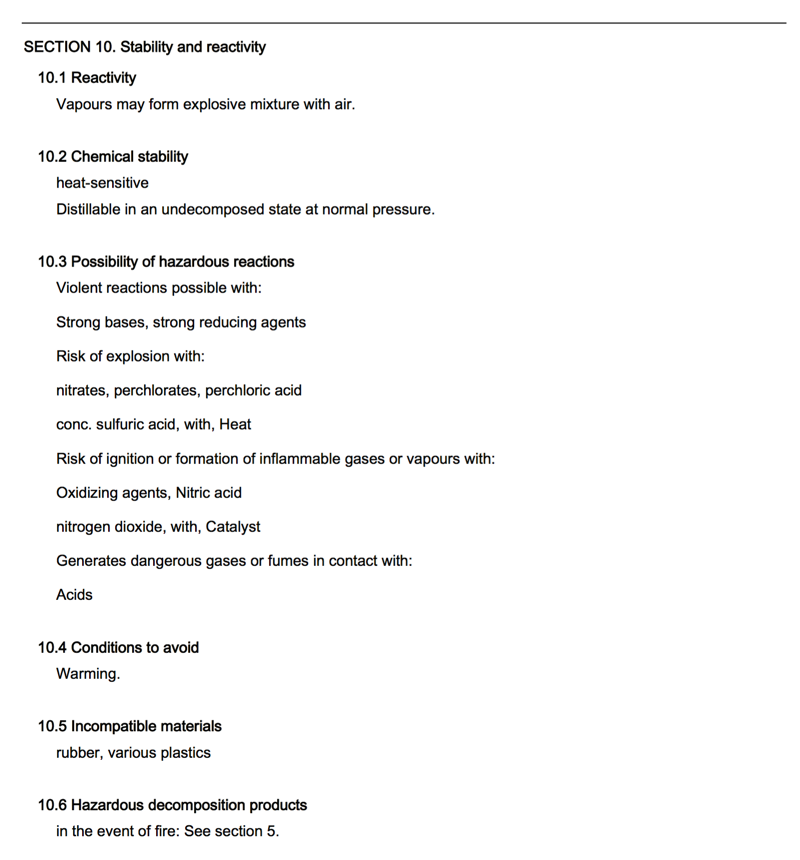 SECTION 10. Stability and reactivity
10.1 Reactivity
Vapours may form explosive mixture with air.
10.2 Chemical stability
heat-sensitive
Distillable in an undecomposed state at normal pressure.
10.3 Possibility of hazardous reactions
Violent reactions possible with:
Strong bases, strong reducing agents
Risk of explosion with:
nitrates, perchlorates, perchloric acid
conc. sulfuric acid, with, Heat
Risk of ignition or formation of inflammable gases or vapours with:
Oxidizing agents, Nitric acid
nitrogen dioxide, with, Catalyst
Generates dangerous gases or fumes in contact with:
Acids
10.4 Conditions to avoid
Warming.
10.5 Incompatible materials
rubber, various plastics
10.6 Hazardous decomposition products
in the event of fire: See section 5.